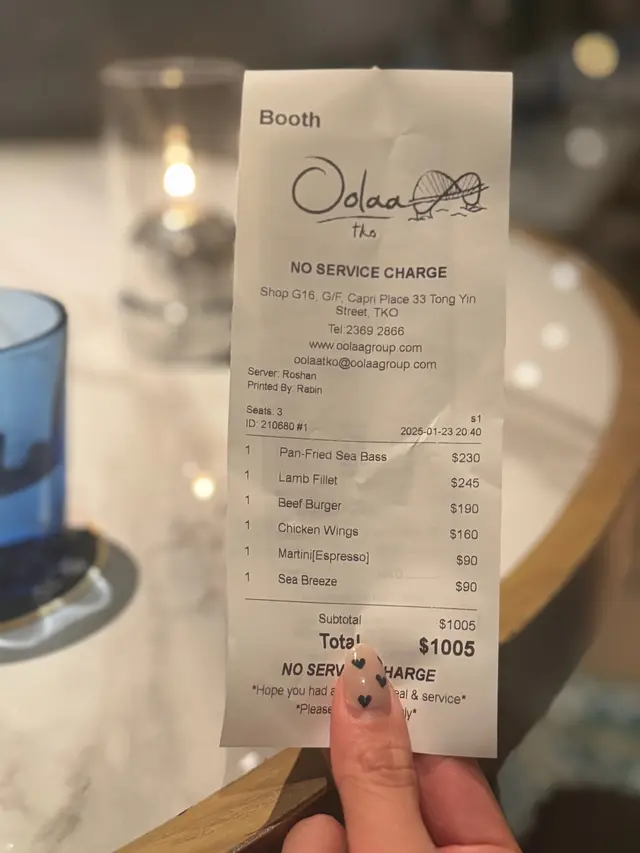 Booth
Oolaa
tko
NO SERVICE CHARGE
Shop G16, G/F, Capri Place 33 Tong Yin
Street, TKO
Tel:2369 2866
www.oolaagroup.com
oolaatko@oolaagroup.com
Server: Roshan
Printed By: Rabin
Seats: 3 s1
ID: 210680 #1 2025-01-23 20:40
1 Pan-Fried Sea Bass $230
1 Lamb Fillet $245
1 Beef Burger $190
1 Chicken Wings $160
1 Martini[Espresso] $90
1 Sea Breeze $90
Subtotal $1005
Total $1005
NO SERV HARGE
*Hope you had a eal & service*
*Please ly*